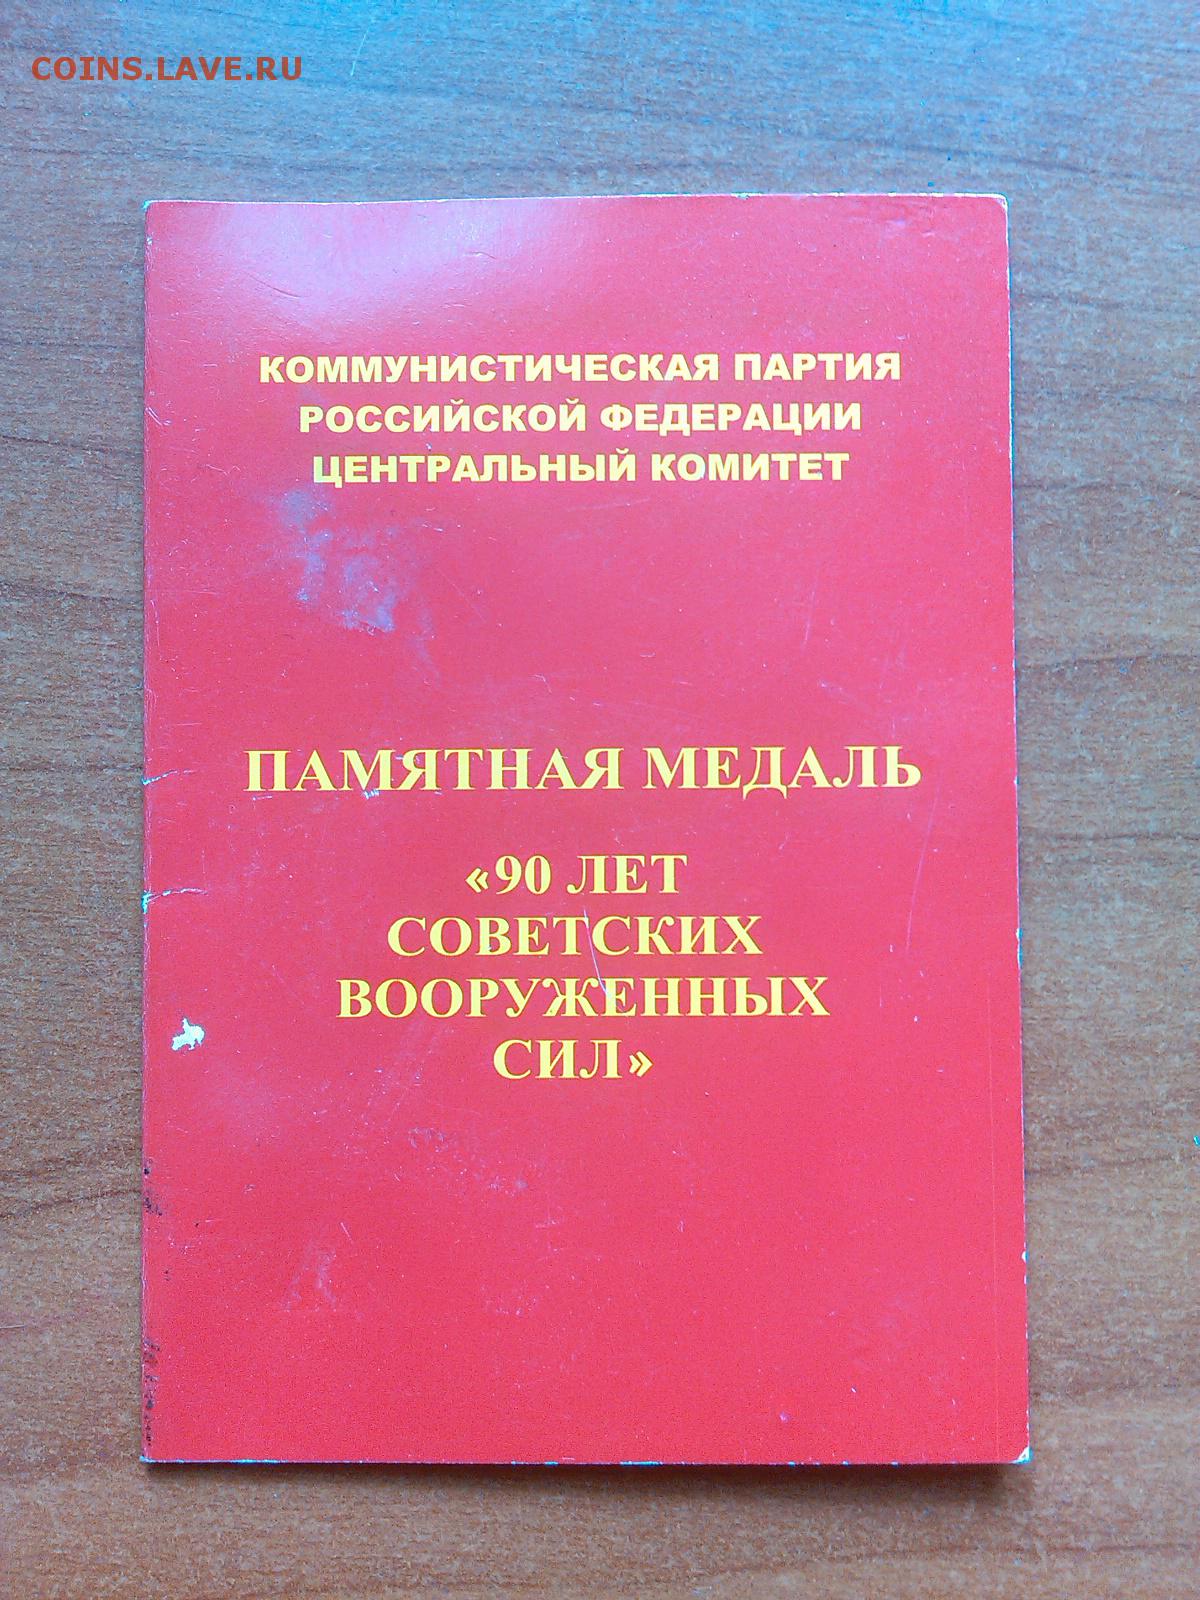 COINS.LAVE.RU
КОММУНИСТИЧЕСКАЯ ПАРТИЯ
РОССИЙСКОЙ ФЕДЕРАЦИИ
ЦЕНТРАЛЬНЫЙ КОМИТЕТ
ПАМЯТНАЯ МЕДАЛЬ
«90 ЛЕТ
СОВЕТСКИХ
ВООРУЖЕННЫХ
СИЛ»